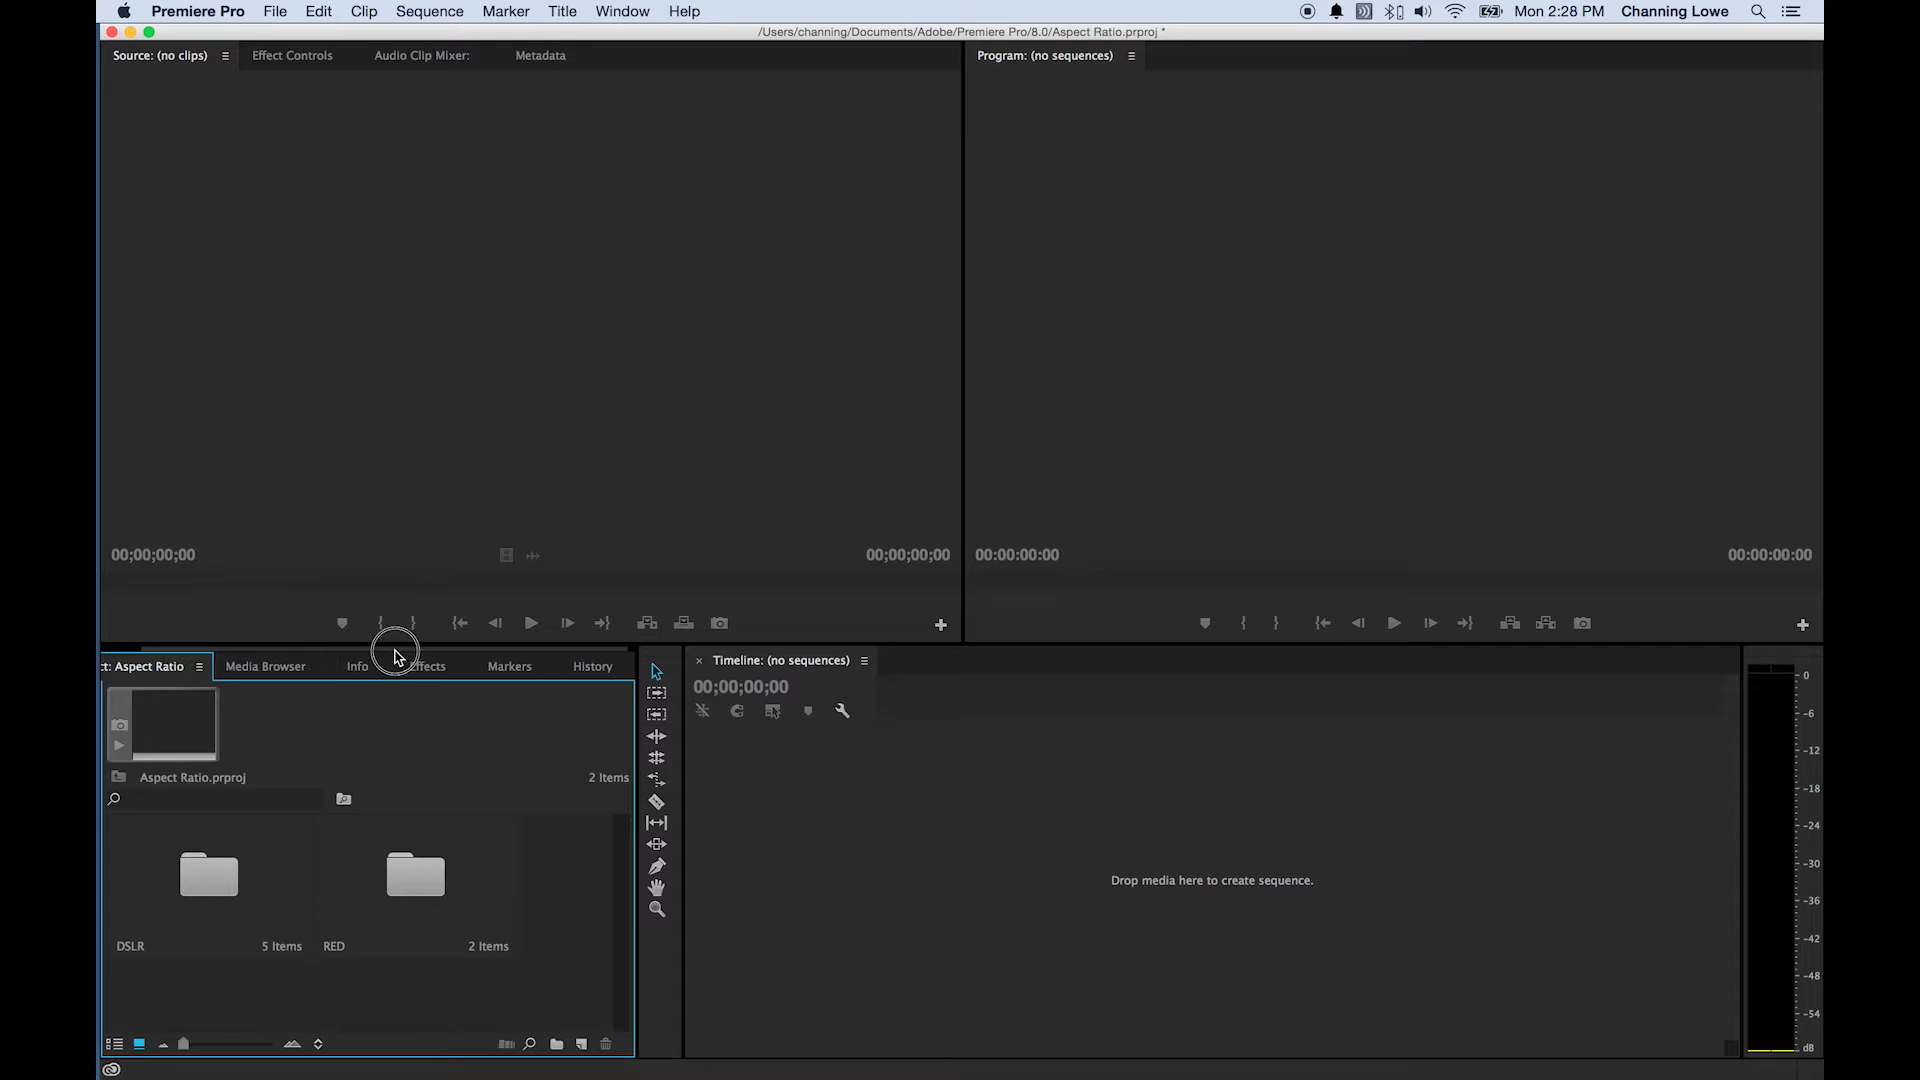 Premiere Pro File Edit Clip Sequence Marker Title Window Help Mon 2:28 PM Channing Lowe
/Users/channing/Documents/Adobe/Premiere Pro/8.0/Aspect Ratio.prproj *
Source: (no clips) Effect Controls Audio Clip Mixer: Metadata
Program: (no sequences)
00;00;00;00 00;00;00;00
00:00:00:00 00:00:00:00
ct: Aspect Ratio Media Browser Info Effects Markers History
Aspect Ratio.prproj 2 Items
DSLR 5 Items RED 2 Items
× Timeline: (no sequences)
00;00;00;00
Drop media here to create sequence.
0
-6
-12
-18
-24
-30
-36
-42
-48
-54
dB